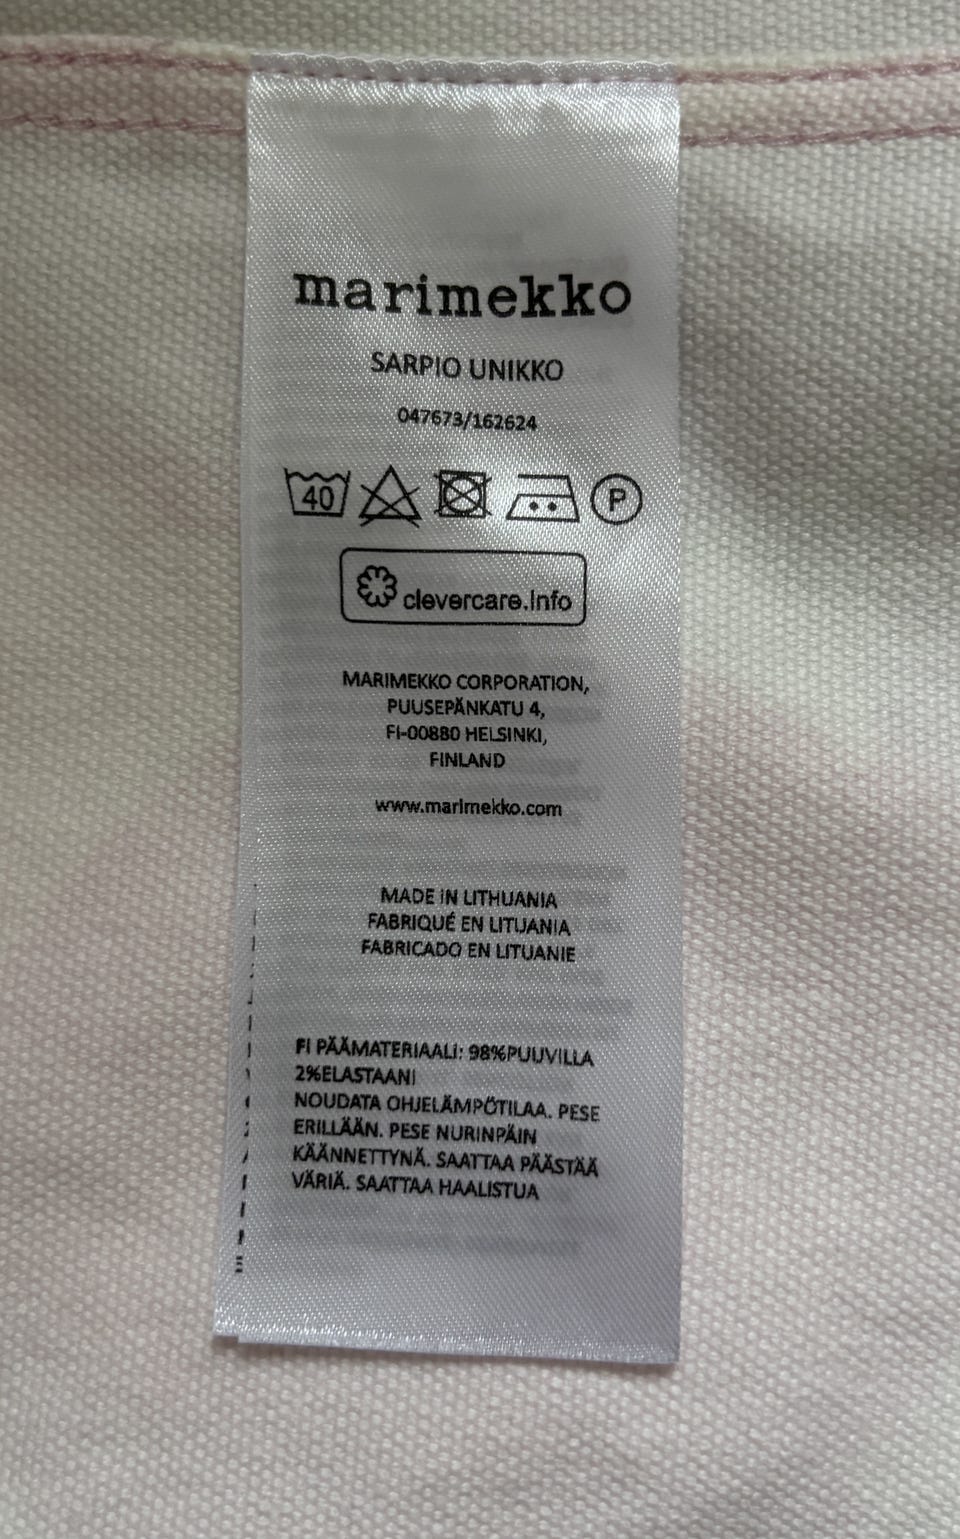 marimekko
SARPIO UNIKKO
047673/162624
40 P
clevercare.info
MARIMEKKO CORPORATION,
PUUSEPÄNKATU 4,
FI-00880 HELSINKI,
FINLAND
www.marimekko.com
MADE IN LITHUANIA
FABRIQUÉ EN LITUANIA
FABRICADO EN LITUANIE
FI PÄÄMATERIAALI: 98%PUUVILLA
2%ELASTAANI
NOUDATA OHJELÄMPÖTILAA. PESE
ERILLÄÄN. PESE NURINPÄIN
KÄÄNNETTYNÄ. SAATTAA PÄÄSTÄÄ
VÄRIÄ. SAATTAA HAALISTUA